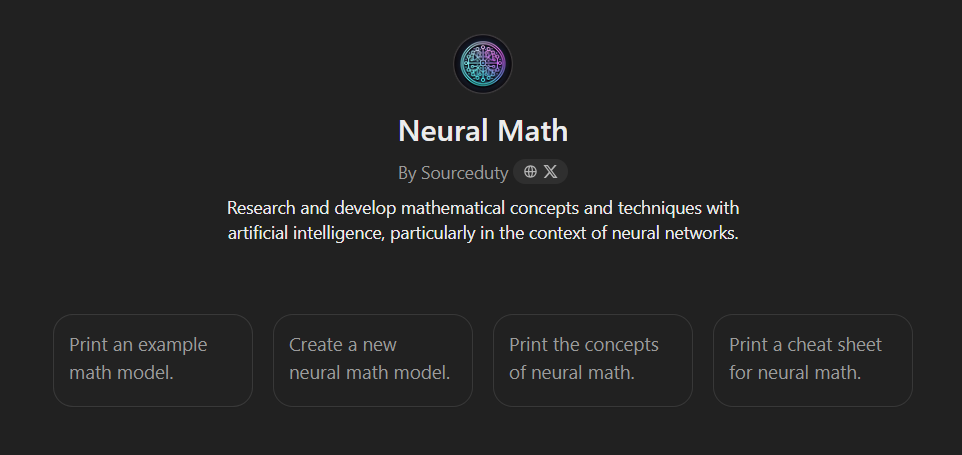 Neural Math
By Sourceduty
Research and develop mathematical concepts and techniques with
artificial intelligence, particularly in the context of neural networks.
Print an example
math model.
Create a new
neural math model.
Print the concepts
of neural math.
Print a cheat sheet
for neural math.